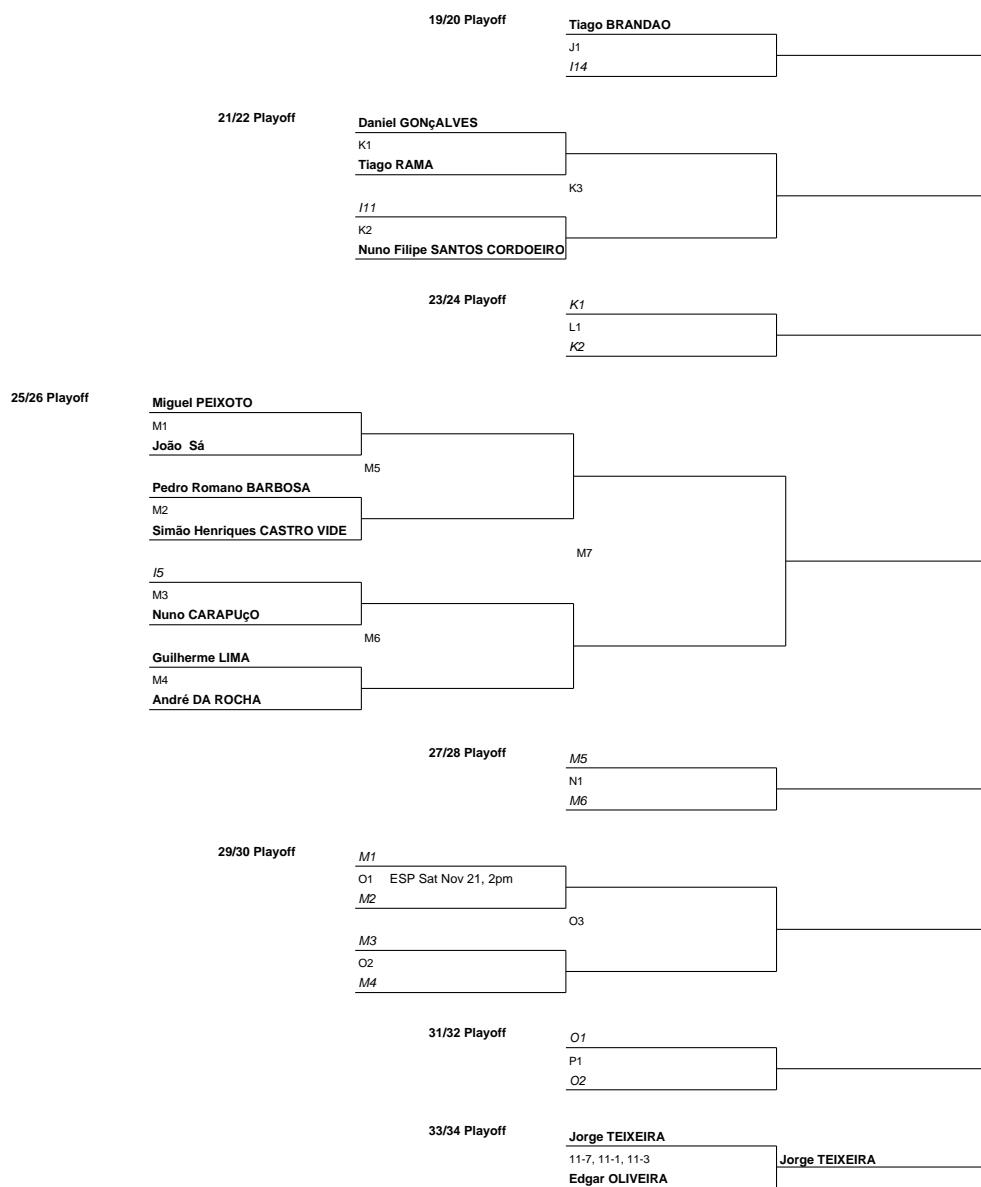 19/20 Playoff
Tiago BRANDAO
J1
I14
21/22 Playoff
Daniel GONçALVES
K1
Tiago RAMA
K3
I11
K2
Nuno Filipe SANTOS CORDOEIRO
23/24 Playoff
K1
L1
K2
25/26 Playoff
Miguel PEIXOTO
M1
João Sá
M5
Pedro Romano BARBOSA
M2
Simão Henriques CASTRO VIDE
M7
I5
M3
Nuno CARAPUçO
M6
Guilherme LIMA
M4
André DA ROCHA
27/28 Playoff
M5
N1
M6
29/30 Playoff
M1
O1 ESP Sat Nov 21, 2pm
M2
O3
M3
O2
M4
31/32 Playoff
O1
P1
O2
33/34 Playoff
Jorge TEIXEIRA
11-7, 11-1, 11-3
Jorge TEIXEIRA
Edgar OLIVEIRA